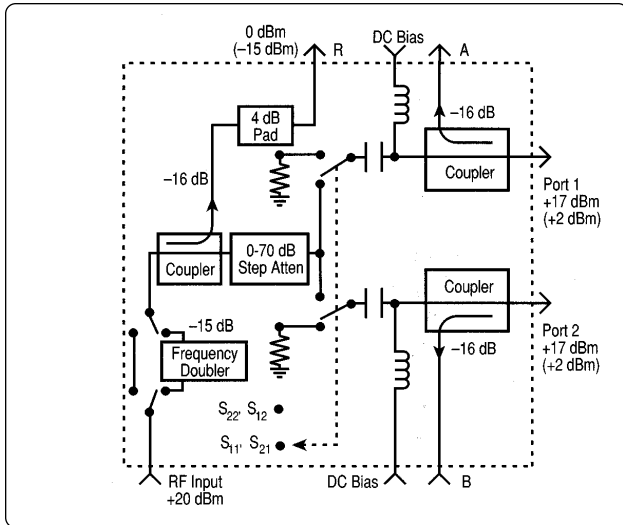 0 dBm
(–15 dBm)
R
DC Bias
A
4 dB
Pad
–16 dB
–16 dB
Coupler
Port 1
+17 dBm
(+2 dBm)
Coupler
0-70 dB
Step Atten
Coupler
Port 2
+17 dBm
(+2 dBm)
–16 dB
–15 dB
Frequency
Doubler
S22, S12
S11, S21
RF Input
+20 dBm
DC Bias
B